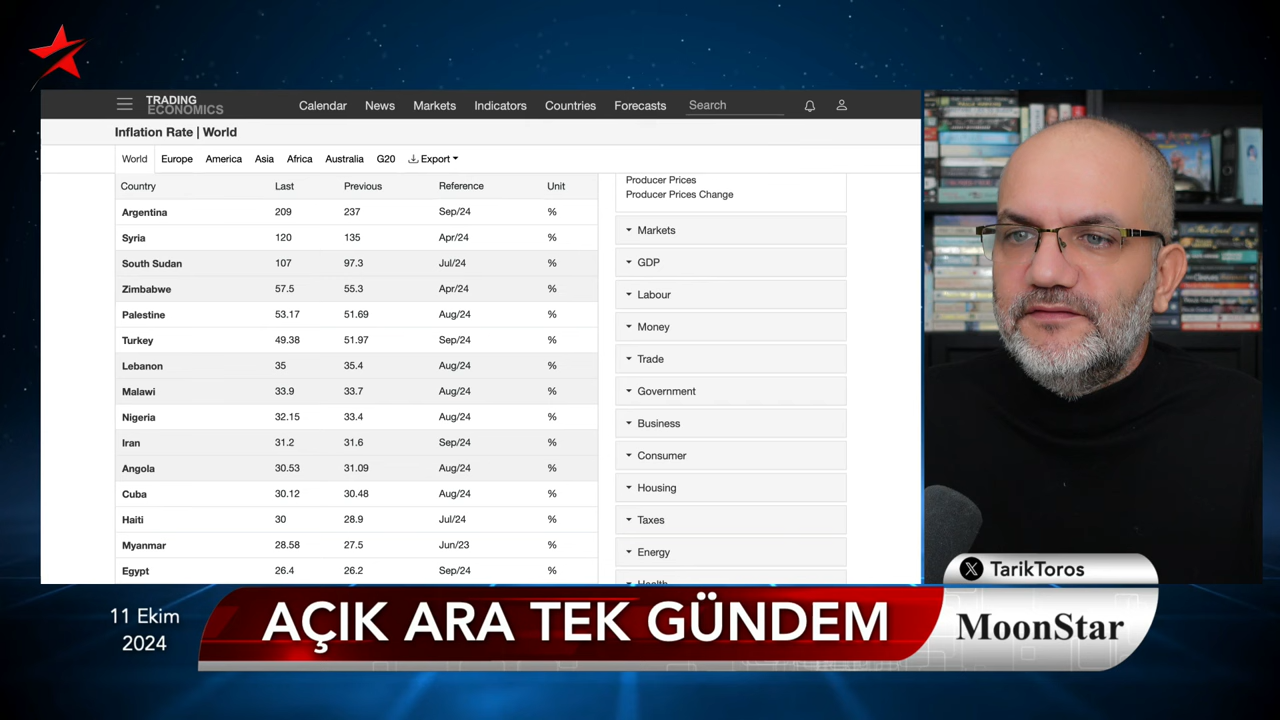 TRADING
ECONOMICS
Calendar News Markets Indicators Countries Forecasts Search
Inflation Rate | World
World Europe America Asia Africa Australia G20 Export
Country Last Previous Reference Unit
Argentina 209 237 Sep/24 %
Syria 120 135 Apr/24 %
South Sudan 107 97.3 Jul/24 %
Zimbabwe 57.5 55.3 Apr/24 %
Palestine 53.17 51.69 Aug/24 %
Turkey 49.38 51.97 Sep/24 %
Lebanon 35 35.4 Aug/24 %
Malawi 33.9 33.7 Aug/24 %
Nigeria 32.15 33.4 Aug/24 %
Iran 31.2 31.6 Sep/24 %
Angola 30.53 31.09 Aug/24 %
Cuba 30.12 30.48 Aug/24 %
Haiti 30 28.9 Jul/24 %
Myanmar 28.58 27.5 Jun/23 %
Egypt 26.4 26.2 Sep/24 %
Producer Prices
Producer Prices Change
Markets
GDP
Labour
Money
Trade
Government
Business
Consumer
Housing
Taxes
Energy
Health
X TarikToros
11 Ekim
2024
AÇIK ARA TEK GÜNDEM
MoonStar